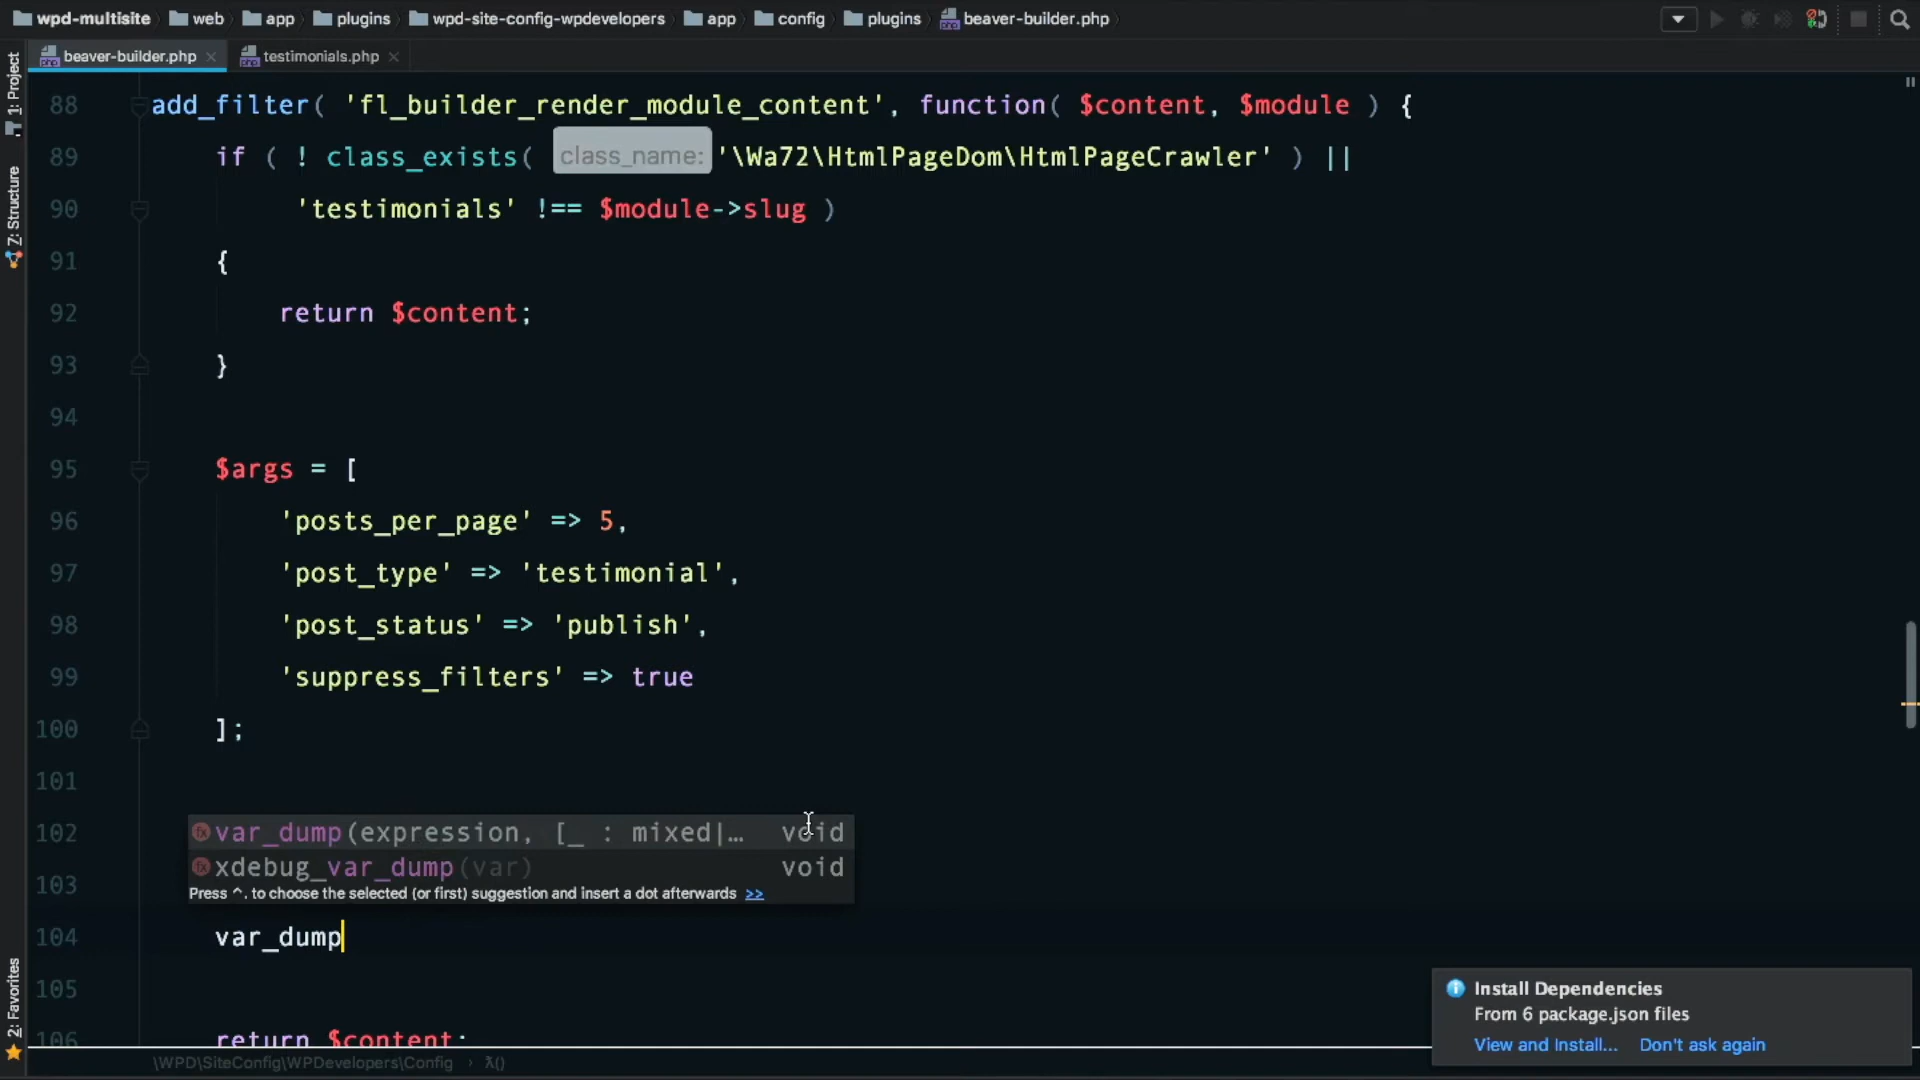 wpd-multisite web app plugins wpd-site-config-wpdevelopers app config plugins beaver-builder.php
beaver-builder.php testimonials.php
1: Project
Z: Structure
2: Favorites
88 add_filter( 'fl_builder_render_module_content', function( $content, $module ) {
89 if ( ! class_exists( class_name: '\Wa72\HtmlPageDom\HtmlPageCrawler' ) ||
90 'testimonials' !== $module->slug )
91 {
92 return $content;
93 }
94
95 $args = [
96 'posts_per_page' => 5,
97 'post_type' => 'testimonial',
98 'post_status' => 'publish',
99 'suppress_filters' => true
100 ];
101
102 var_dump(expression, [_ : mixed|… void
103 xdebug_var_dump(var) void
Press ^. to choose the selected (or first) suggestion and insert a dot afterwards >>
104 var_dump
105
106 return $content;
\WPD\SiteConfig\WPDevelopers\Config › λ()
Install Dependencies
From 6 package.json files
View and Install... Don't ask again